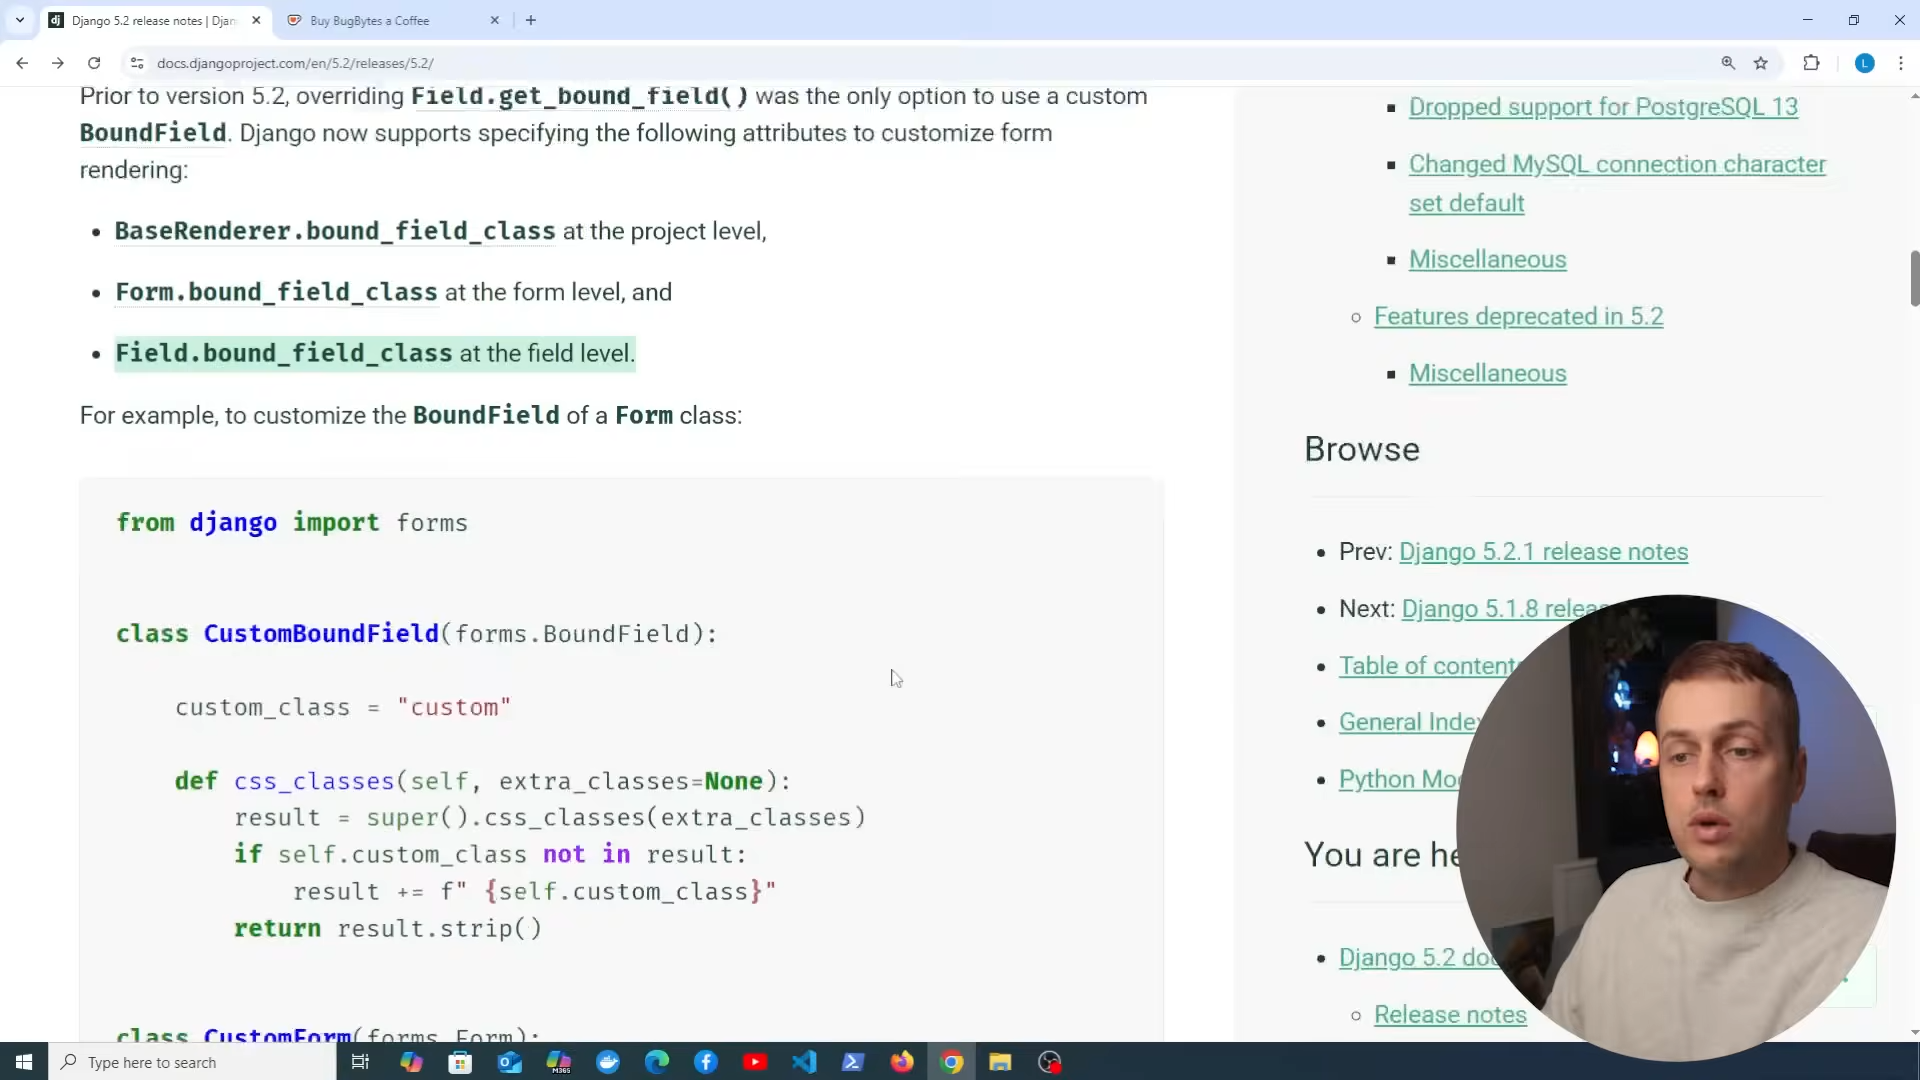 Django 5.2 release notes | Djan
Buy BugBytes a Coffee
docs.djangoproject.com/en/5.2/releases/5.2/
L
Prior to version 5.2, overriding Field.get_bound_field() was the only option to use a custom
BoundField. Django now supports specifying the following attributes to customize form
rendering:
BaseRenderer.bound_field_class at the project level,
Form.bound_field_class at the form level, and
Field.bound_field_class at the field level.
For example, to customize the BoundField of a Form class:
from django import forms
class CustomBoundField(forms.BoundField):
custom_class = "custom"
def css_classes(self, extra_classes=None):
result = super().css_classes(extra_classes)
if self.custom_class not in result:
result += f" {self.custom_class}"
return result.strip()
class CustomForm(forms.Form):
Dropped support for PostgreSQL 13
Changed MySQL connection character
set default
Miscellaneous
Features deprecated in 5.2
Miscellaneous
Browse
Prev: Django 5.2.1 release notes
Next: Django 5.1.8 relea
Table of content
General Index
Python Mo
You are he
Django 5.2 doc
Release notes
Type here to search